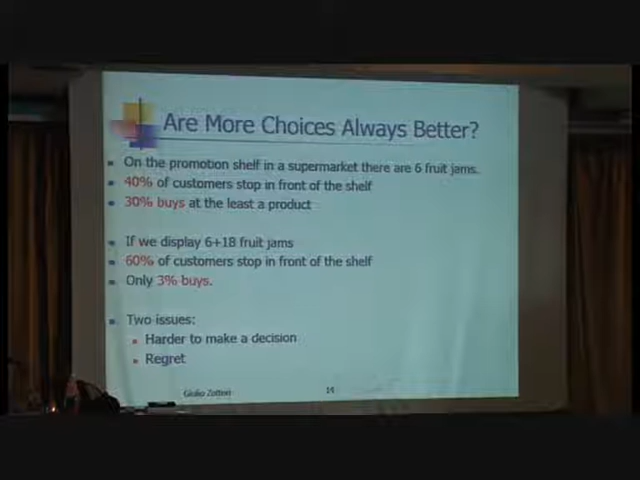 Are More Choices Always Better?
On the promotion shelf in a supermarket there are 6 fruit jams.
40% of customers stop in front of the shelf
30% buys at the least a product
If we display 6+18 fruit jams
60% of customers stop in front of the shelf
Only 3% buys.
Two issues:
Harder to make a decision
Regret
Giulio Zotteri